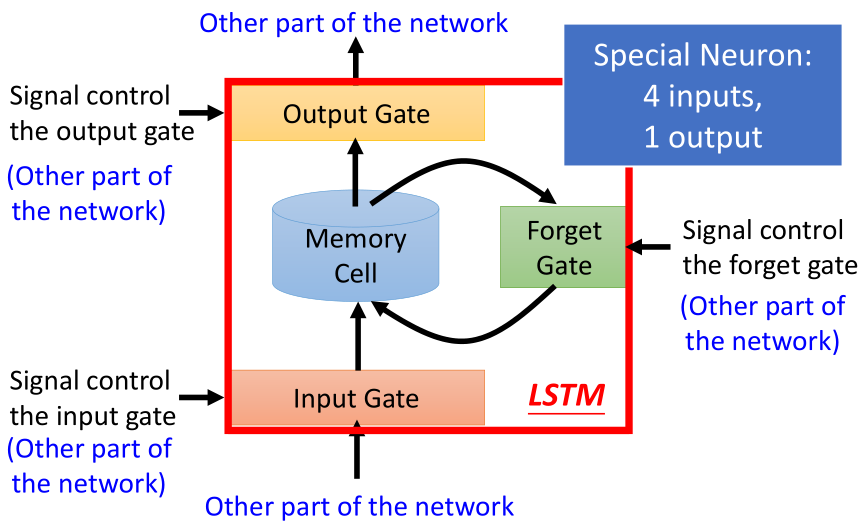 Other part of the network
Special Neuron:
4 inputs,
1 output
Signal control
the output gate
(Other part of
the network)
Output Gate
Memory
Cell
Forget
Gate
Signal control
the forget gate
(Other part of
the network)
Signal control
the input gate
(Other part of
the network)
Input Gate
LSTM
Other part of the network